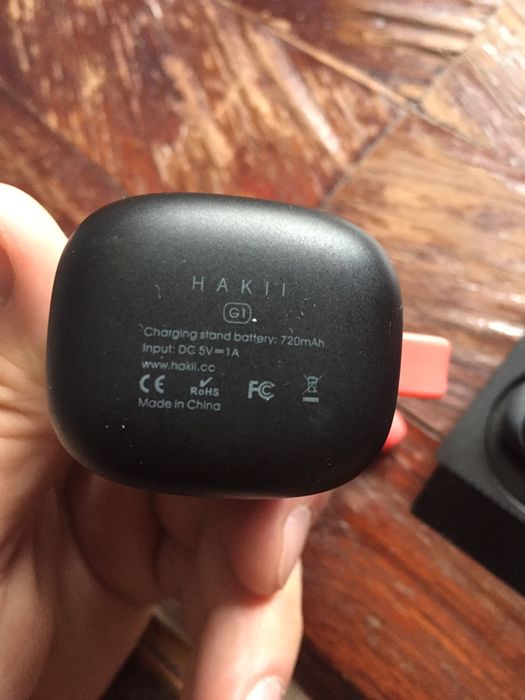 HAKII
G1
Charging stand battery: 720mAh
Input: DC 5V⎓1A
www.hakii.cc
CE RoHS FC
Made in China